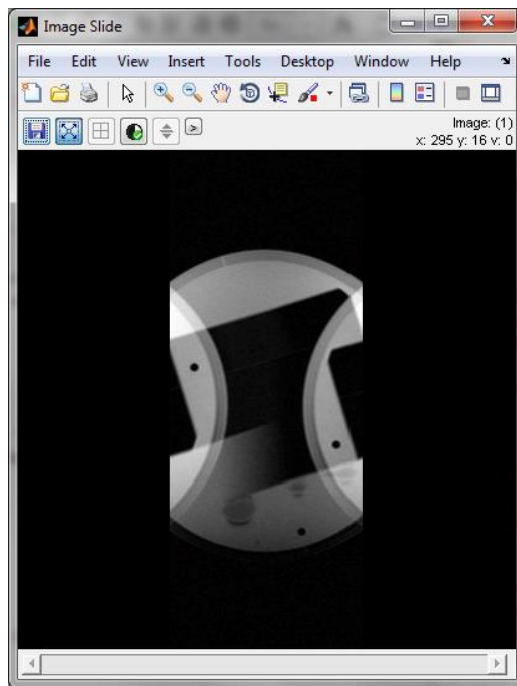 Image Slide
File Edit View Insert Tools Desktop Window Help
Image: (1)
x: 295 y: 16 v: 0